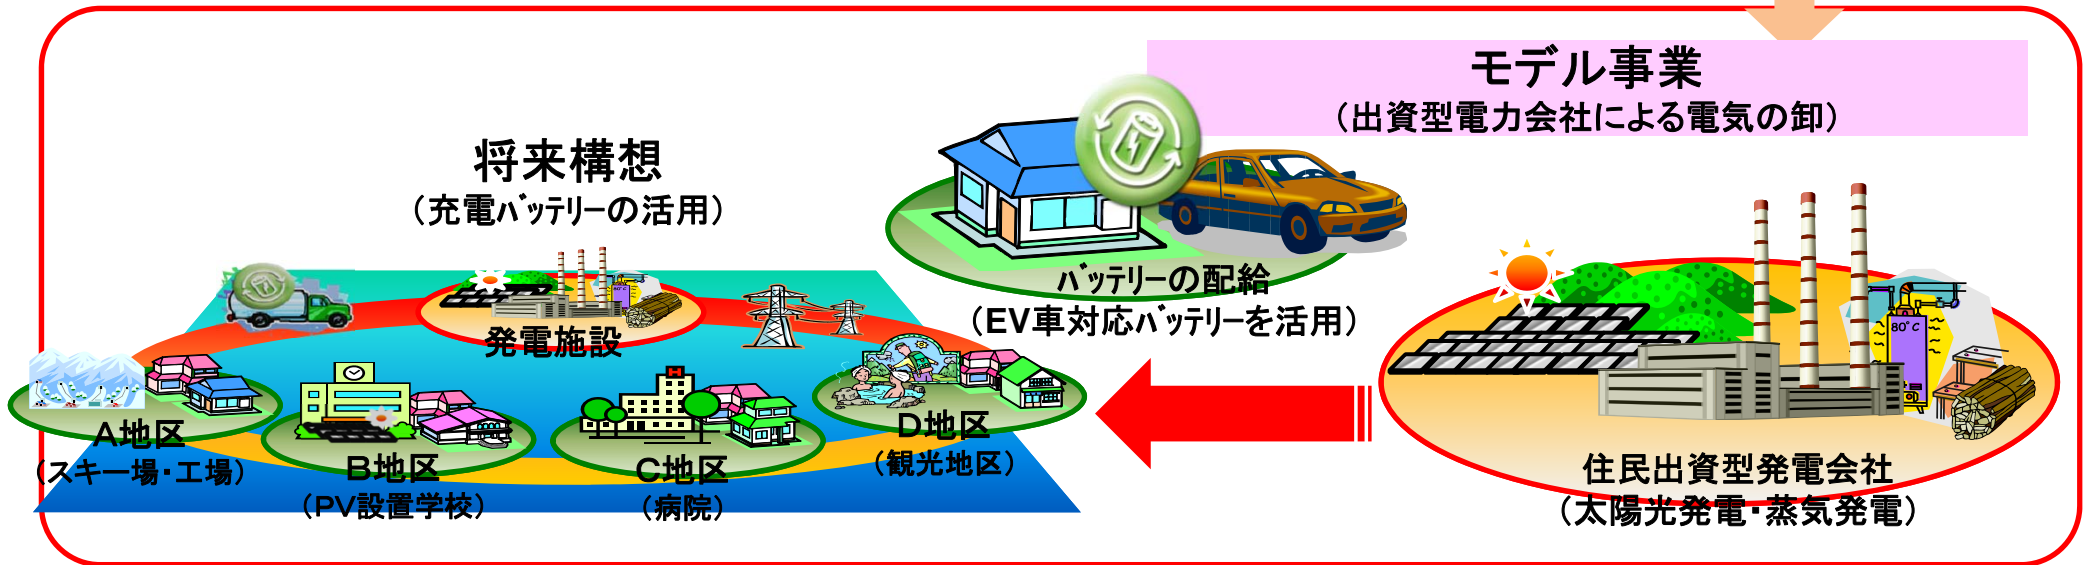 モデル事業
（出資型電力会社による電気の卸）
将来構想
（充電ﾊﾞｯﾃﾘｰの活用）
ﾊﾞｯﾃﾘｰの配給
（EV車対応ﾊﾞｯﾃﾘｰを活用）
発電施設
80°C
80°C
A地区
（スキー場・工場）
B地区
（PV設置学校）
H
C地区
（病院）
D地区
（観光地区）
住民出資型発電会社
（太陽光発電・蒸気発電）